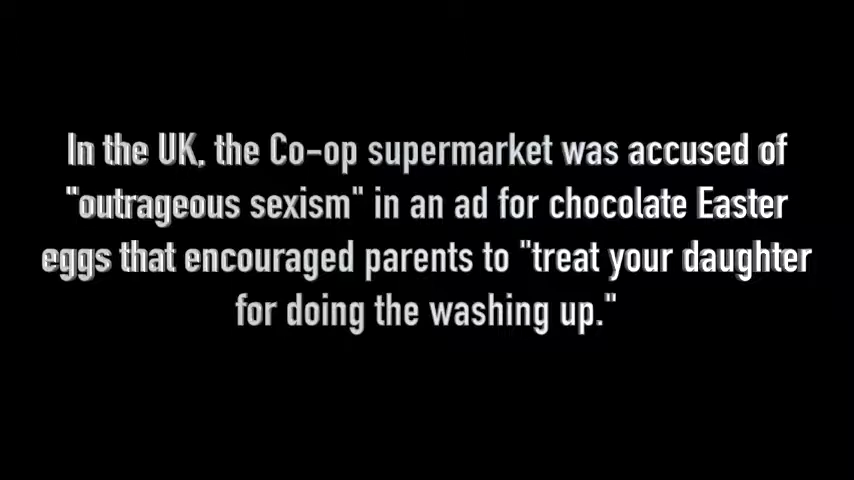 In the UK, the Co-op supermarket was accused of
"outrageous sexism" in an ad for chocolate Easter
eggs that encouraged parents to "treat your daughter
for doing the washing up."